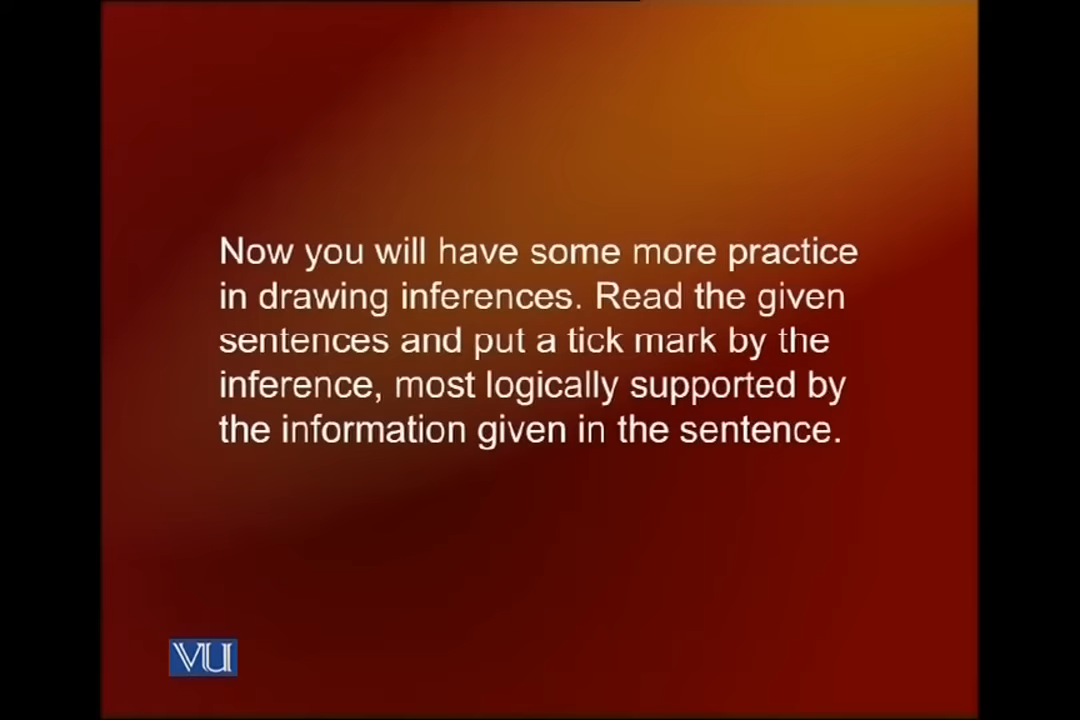 Now you will have some more practice
in drawing inferences. Read the given
sentences and put a tick mark by the
inference, most logically supported by
the information given in the sentence.
VU